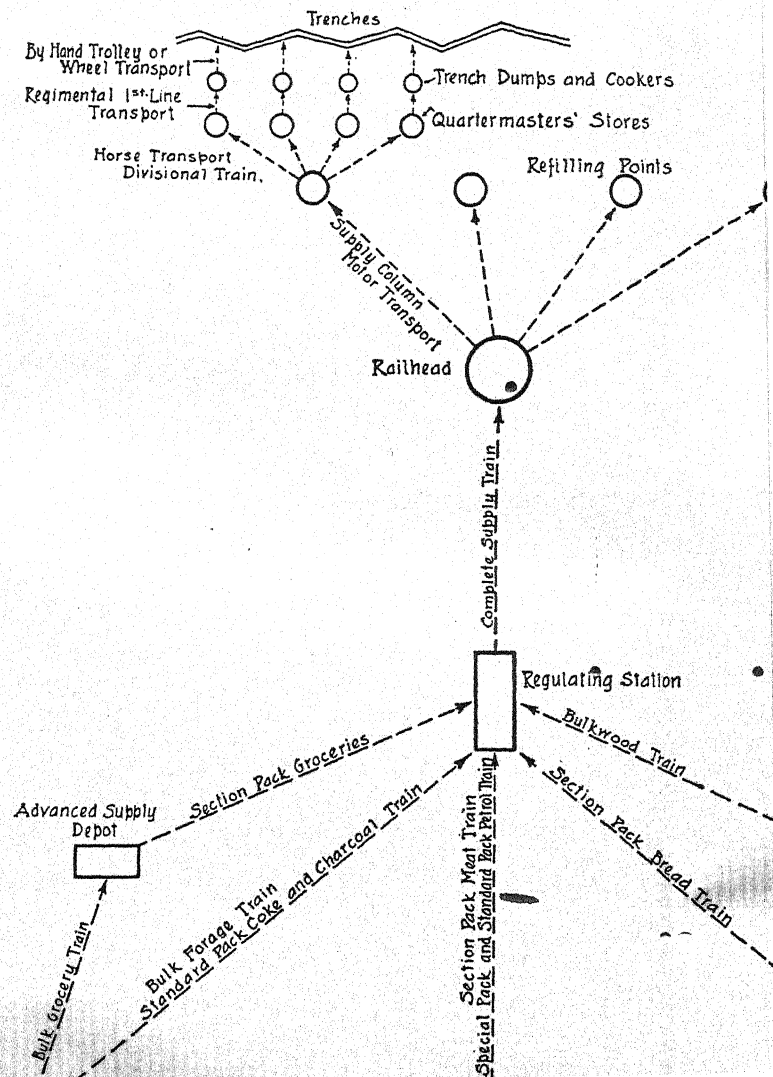 Trenches
By Hand Trolley or
Wheel Transport
Trench Dumps and Cookers
Regimental 1st Line
Transport
Quartermasters' Stores
Horse Transport
Divisional Train.
Refilling Points
Supply Column
Motor Transport
Railhead
Complete Supply Train
Regulating Station
Bulkwood Train
Section Pack Groceries
Section Pack Bread Train
Advanced Supply
Depot
Bulk Forage Train
Standard Pack Coke and Charcoal Train
Section Pack Meat Train
Special Pack and Standard Pack Petrol Train
Bulk Grocery Train